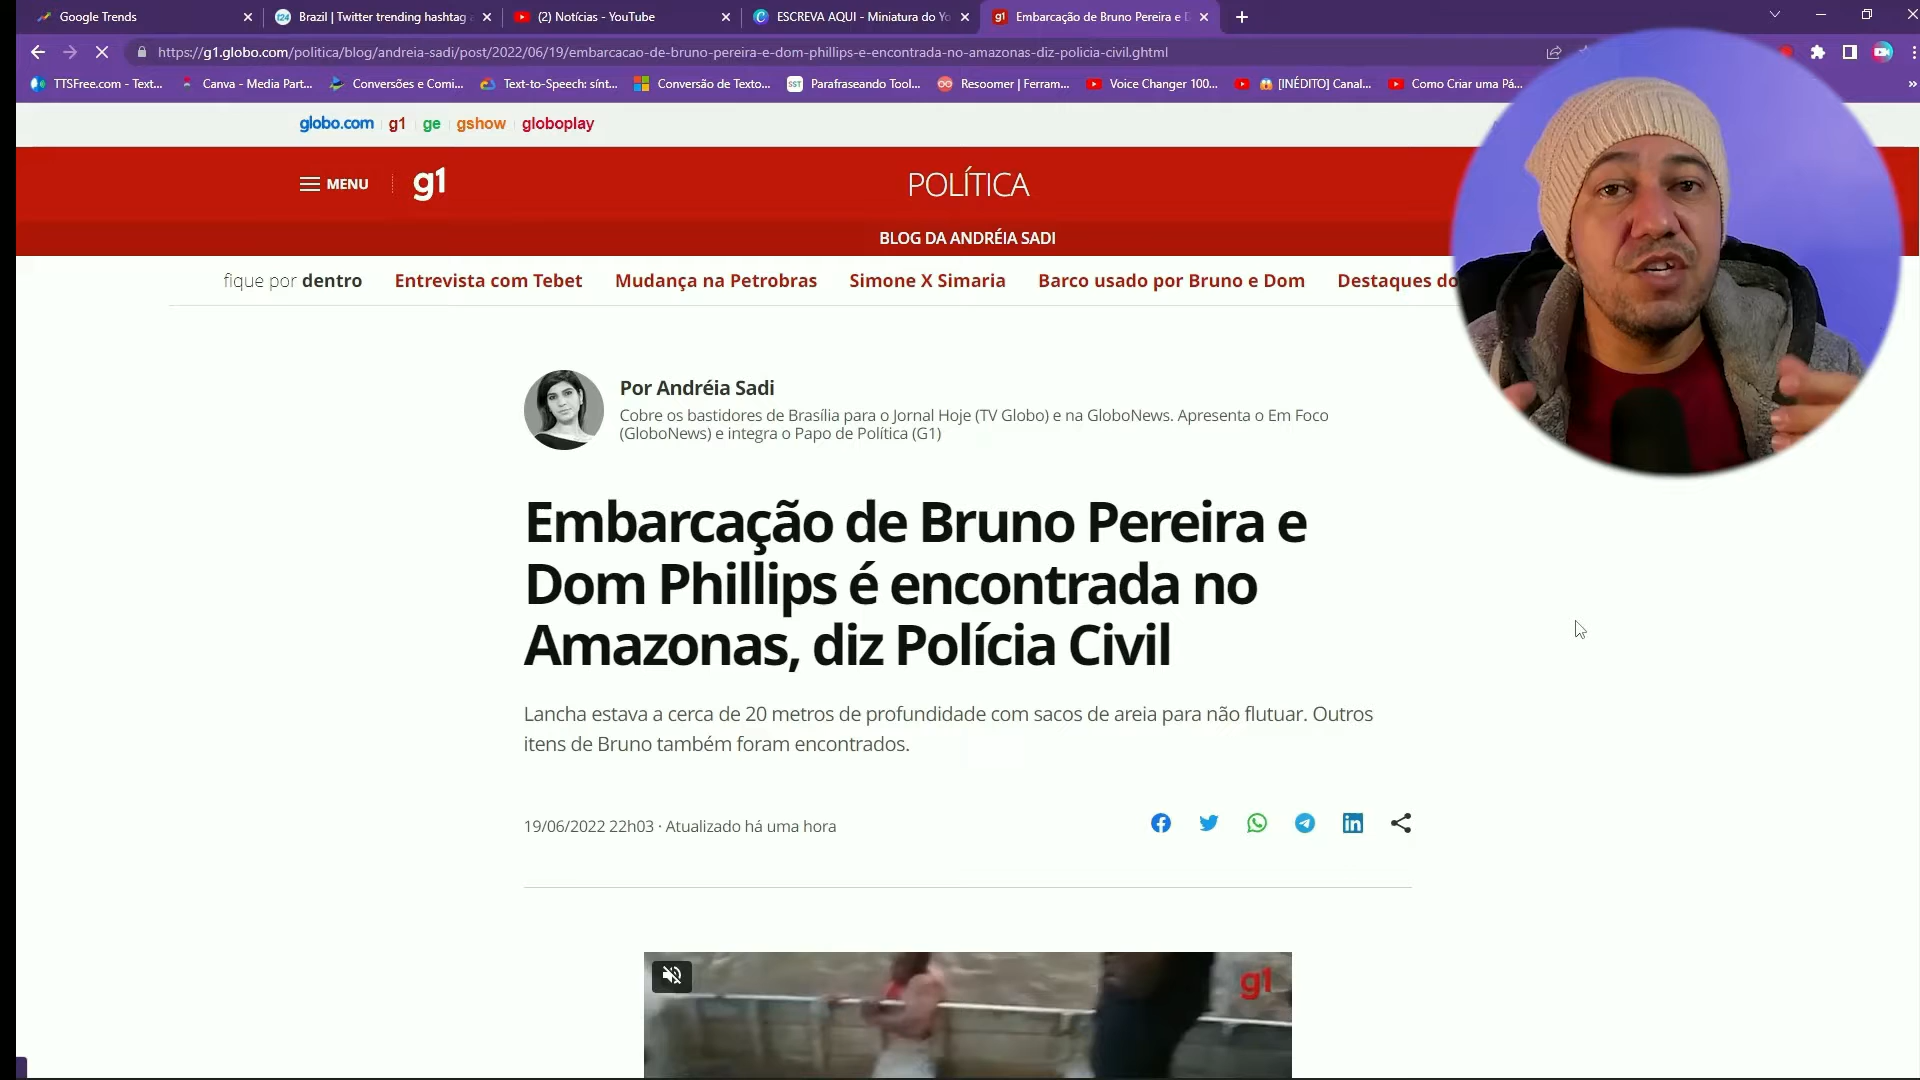 Google Trends
Brazil | Twitter trending hashtag
(2) Notícias - YouTube
ESCREVA AQUI - Miniatura do Yo
Embarcação de Bruno Pereira e D
https://g1.globo.com/politica/blog/andreia-sadi/post/2022/06/19/embarcacao-de-bruno-pereira-e-dom-phillips-e-encontrada-no-amazonas-diz-policia-civil.ghtml
TTSFree.com - Text... Canva - Media Part... Conversões e Comi... Text-to-Speech: sínt... Conversão de Texto... SST Parafraseando Tool... Resoomer | Ferram... Voice Changer 100... [INÉDITO] Canal... Como Criar uma Pá...
globo.com g1 ge gshow globoplay
MENU g1 POLÍTICA
BLOG DA ANDRÉIA SADI
fique por dentro Entrevista com Tebet Mudança na Petrobras Simone X Simaria Barco usado por Bruno e Dom Destaques do
Por Andréia Sadi
Cobre os bastidores de Brasília para o Jornal Hoje (TV Globo) e na GloboNews. Apresenta o Em Foco
(GloboNews) e integra o Papo de Política (G1)
Embarcação de Bruno Pereira e
Dom Phillips é encontrada no
Amazonas, diz Polícia Civil
Lancha estava a cerca de 20 metros de profundidade com sacos de areia para não flutuar. Outros
itens de Bruno também foram encontrados.
19/06/2022 22h03 · Atualizado há uma hora
g1